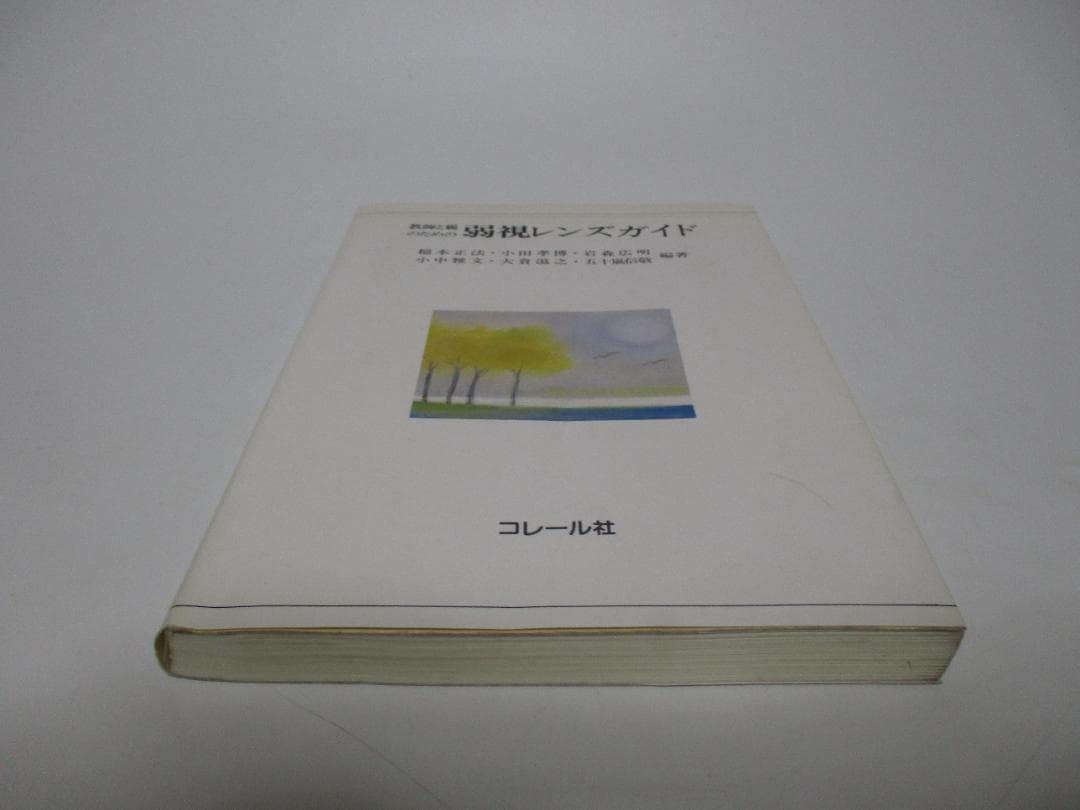 教師と親
のための 弱視レンズガイド
稲本正法・小田孝博・岩森広明 編著
小中雅文・大倉滋之・五十嵐信敬
コレール社